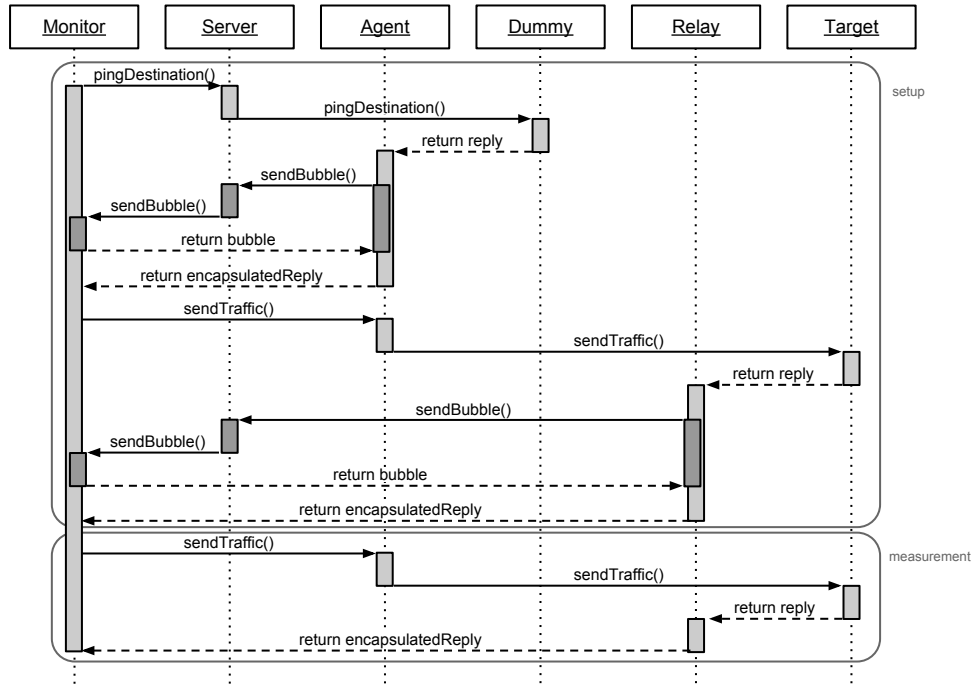 Monitor Server Agent Dummy Relay Target
pingDestination()
setup
pingDestination()
return reply
sendBubble()
sendBubble()
return bubble
return encapsulatedReply
sendTraffic()
sendTraffic()
return reply
sendBubble()
sendBubble()
return bubble
return encapsulatedReply
sendTraffic()
measurement
sendTraffic()
return reply
return encapsulatedReply